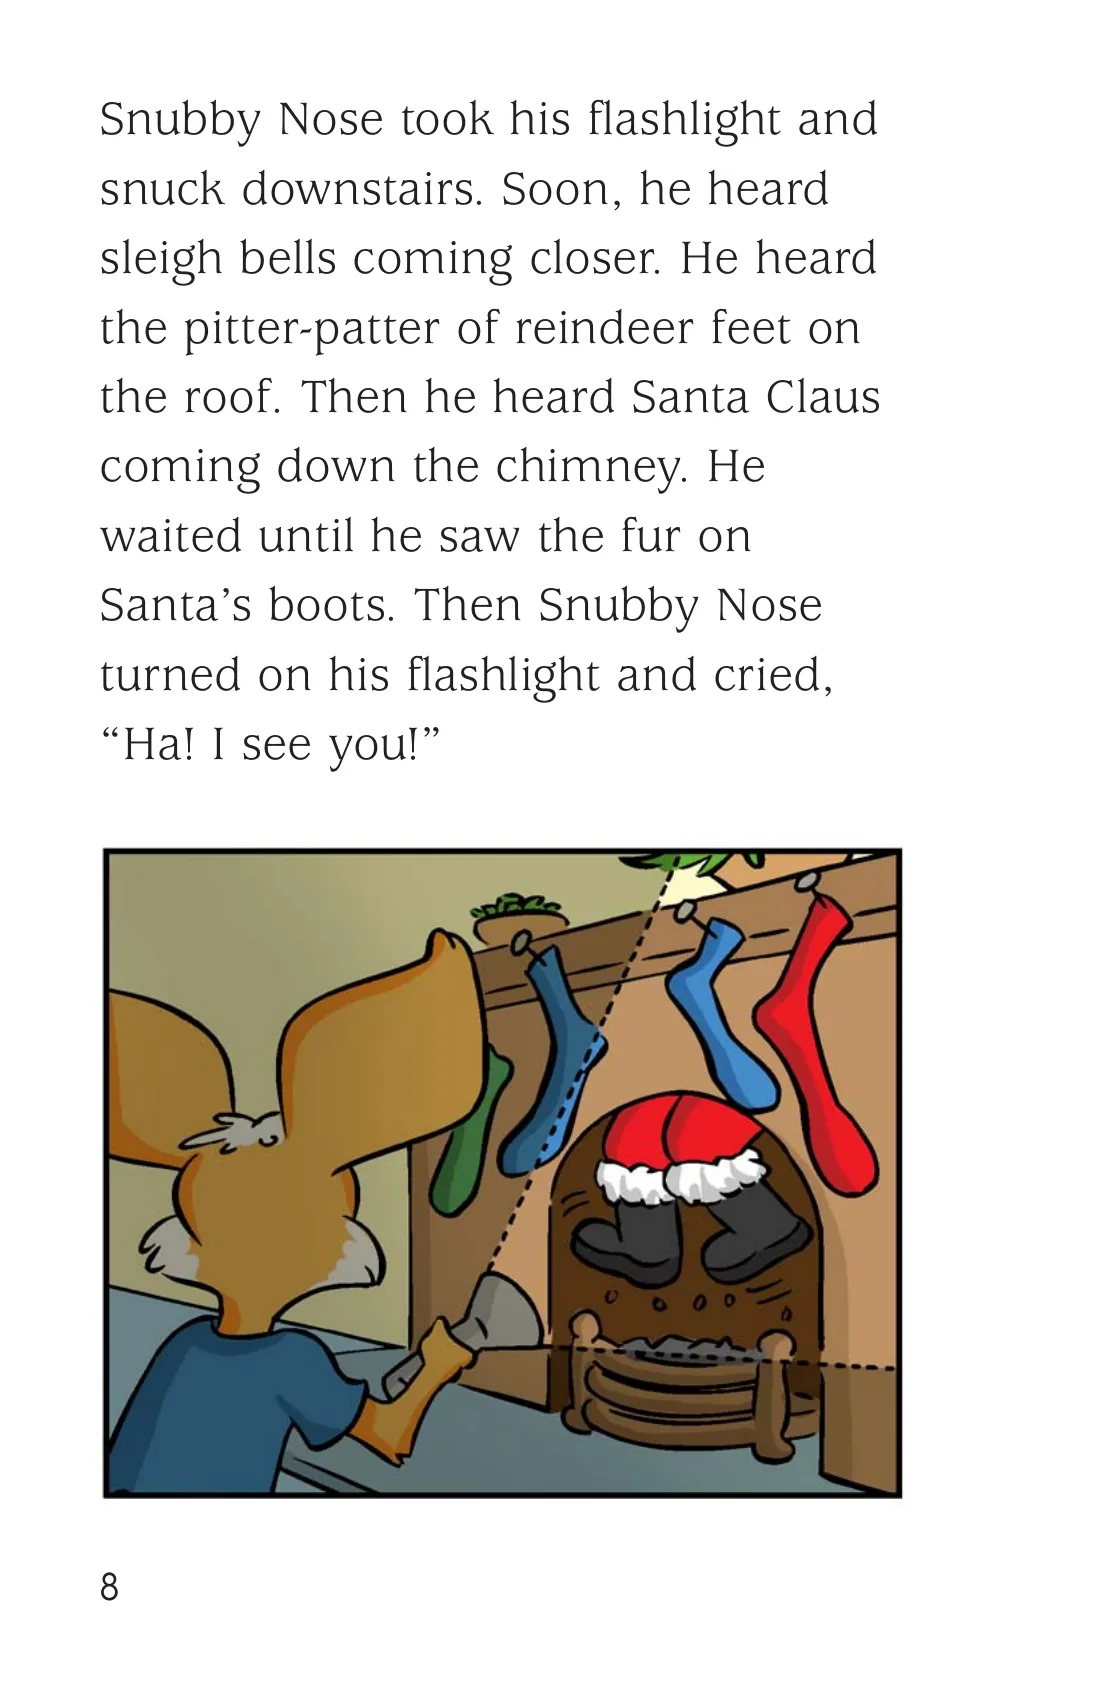 Snubby Nose took his flashlight and
snuck downstairs. Soon, he heard
sleigh bells coming closer. He heard
the pitter-patter of reindeer feet on
the roof. Then he heard Santa Claus
coming down the chimney. He
waited until he saw the fur on
Santa’s boots. Then Snubby Nose
turned on his flashlight and cried,
“Ha! I see you!”
8